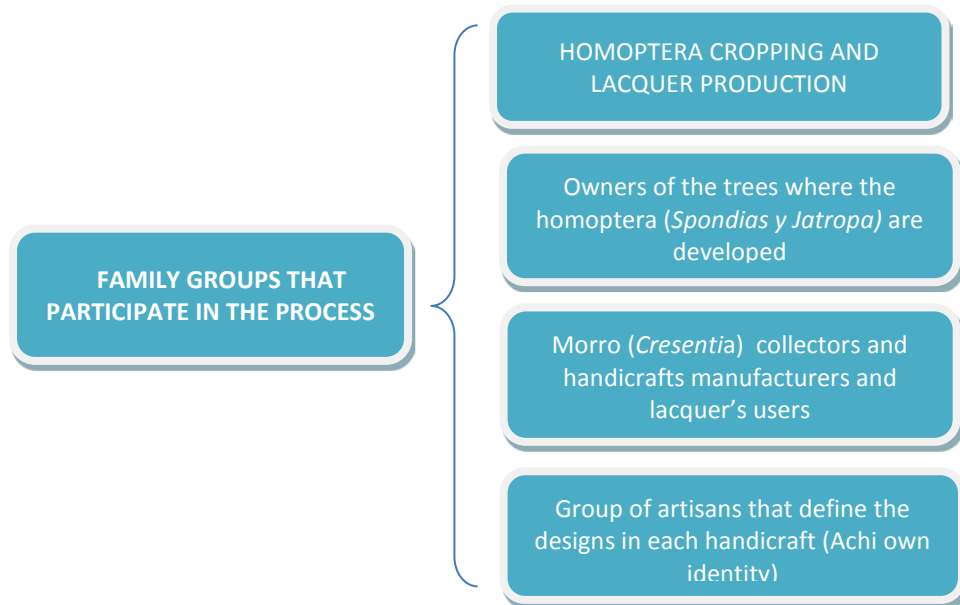 HOMOPTERA CROPPING AND
LACQUER PRODUCTION
Owners of the trees where the
homoptera (Spondias y Jatropa) are
developed
FAMILY GROUPS THAT
PARTICIPATE IN THE PROCESS
Morro (Cresentia) collectors and
handicrafts manufacturers and
lacquer's users
Group of artisans that define the
designs in each handicraft (Achi own
identity)